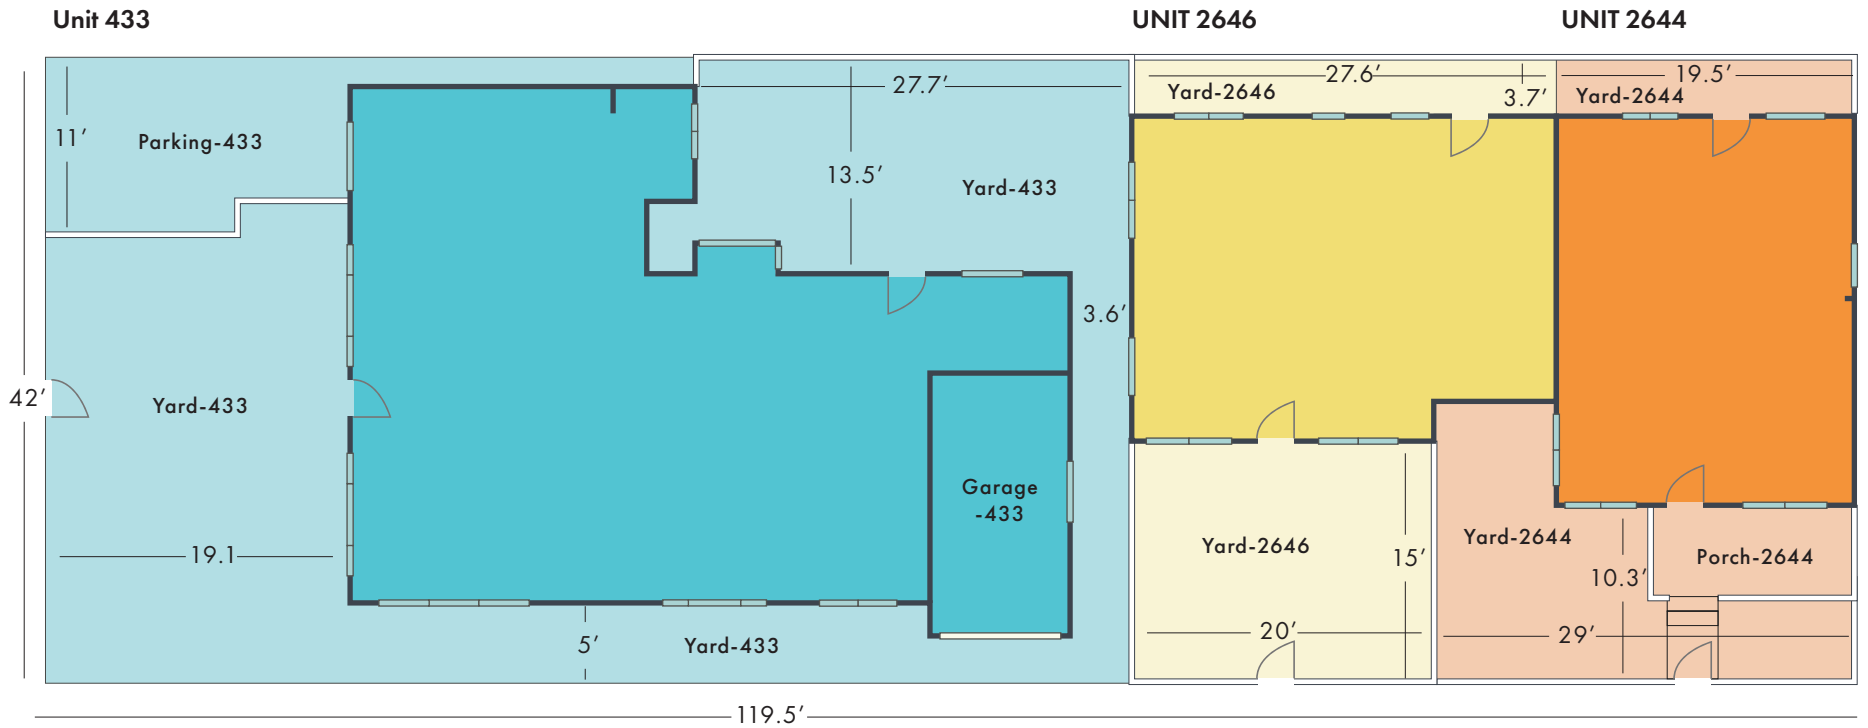 Unit 433
UNIT 2646
UNIT 2644
27.7’
27.6’
19.5’
Yard-2646
3.7’
Yard-2644
11’
Parking-433
13.5’
Yard-433
3.6’
42’
Yard-433
Garage
-433
19.1
Yard-2646
15’
Yard-2644
10.3’
Porch-2644
5’
Yard-433
20’
29’
119.5’